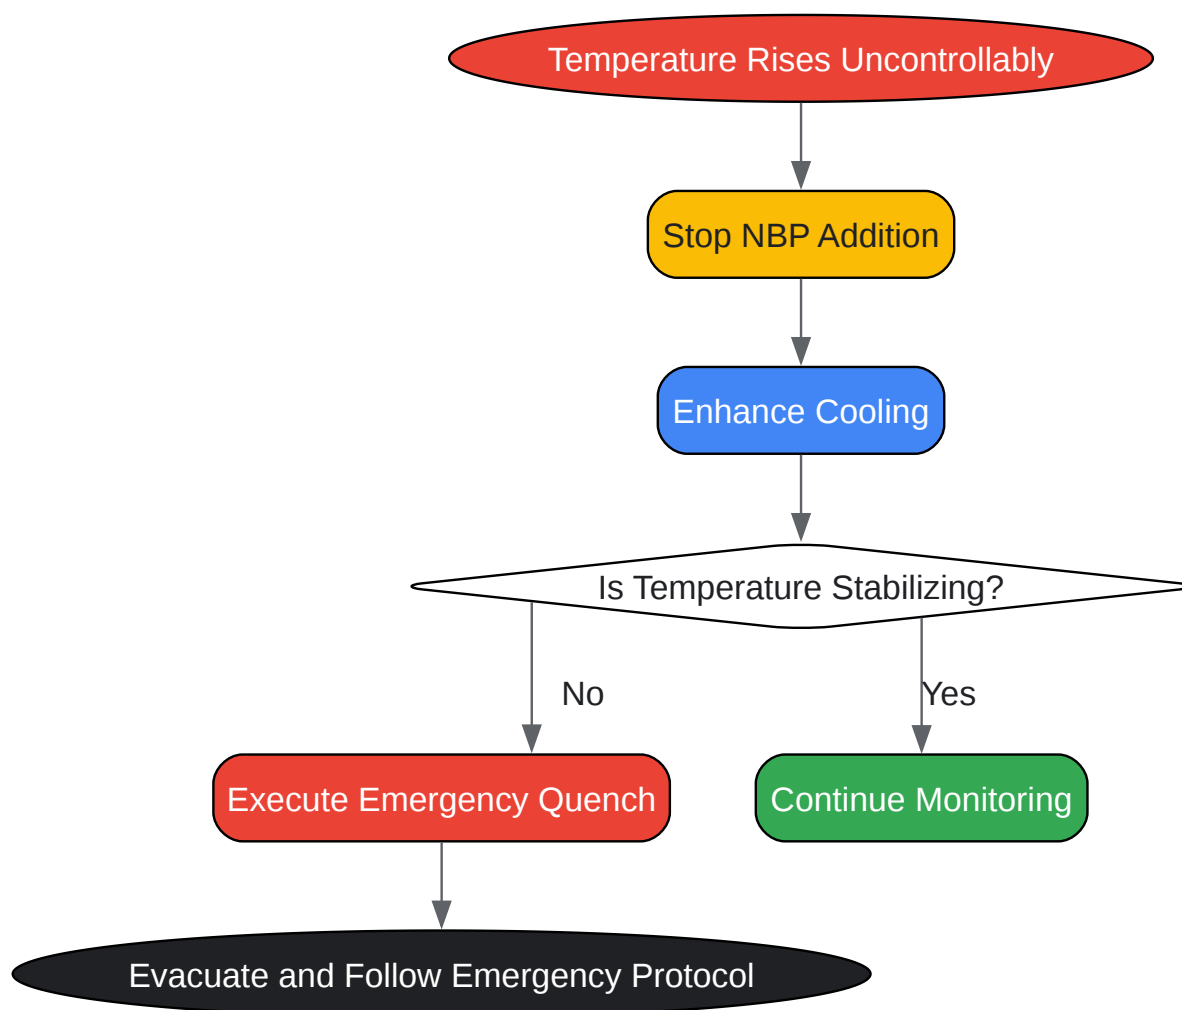 Temperature Rises Uncontrollably
Stop NBP Addition
Enhance Cooling
Is Temperature Stabilizing?
No
Yes
Execute Emergency Quench
Continue Monitoring
Evacuate and Follow Emergency Protocol